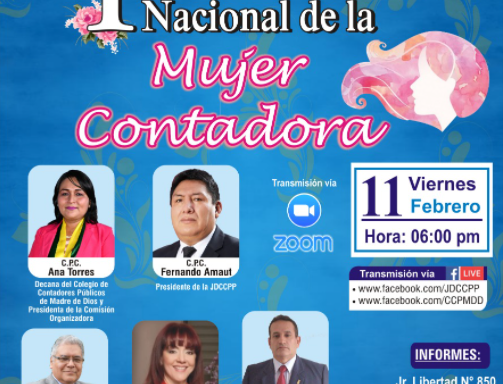 Nacional de la
Mujer
Contadora
C.P.C.
Ana Torres
Decana del Colegio de
Contadores Públicos
de Madre de Dios y
Presidenta de la Comisión
Organizadora
C.P.C.
Fernando Amaut
Presidente de la JDCCPP
Transmisión vía
zoom
11 Viernes
Febrero
Hora: 06:00 pm
Transmisión vía f LIVE
• www.facebook.com/JDCCPP
• www.facebook.com/CCPMDD
INFORMES:
Jr. Libertad N° 850